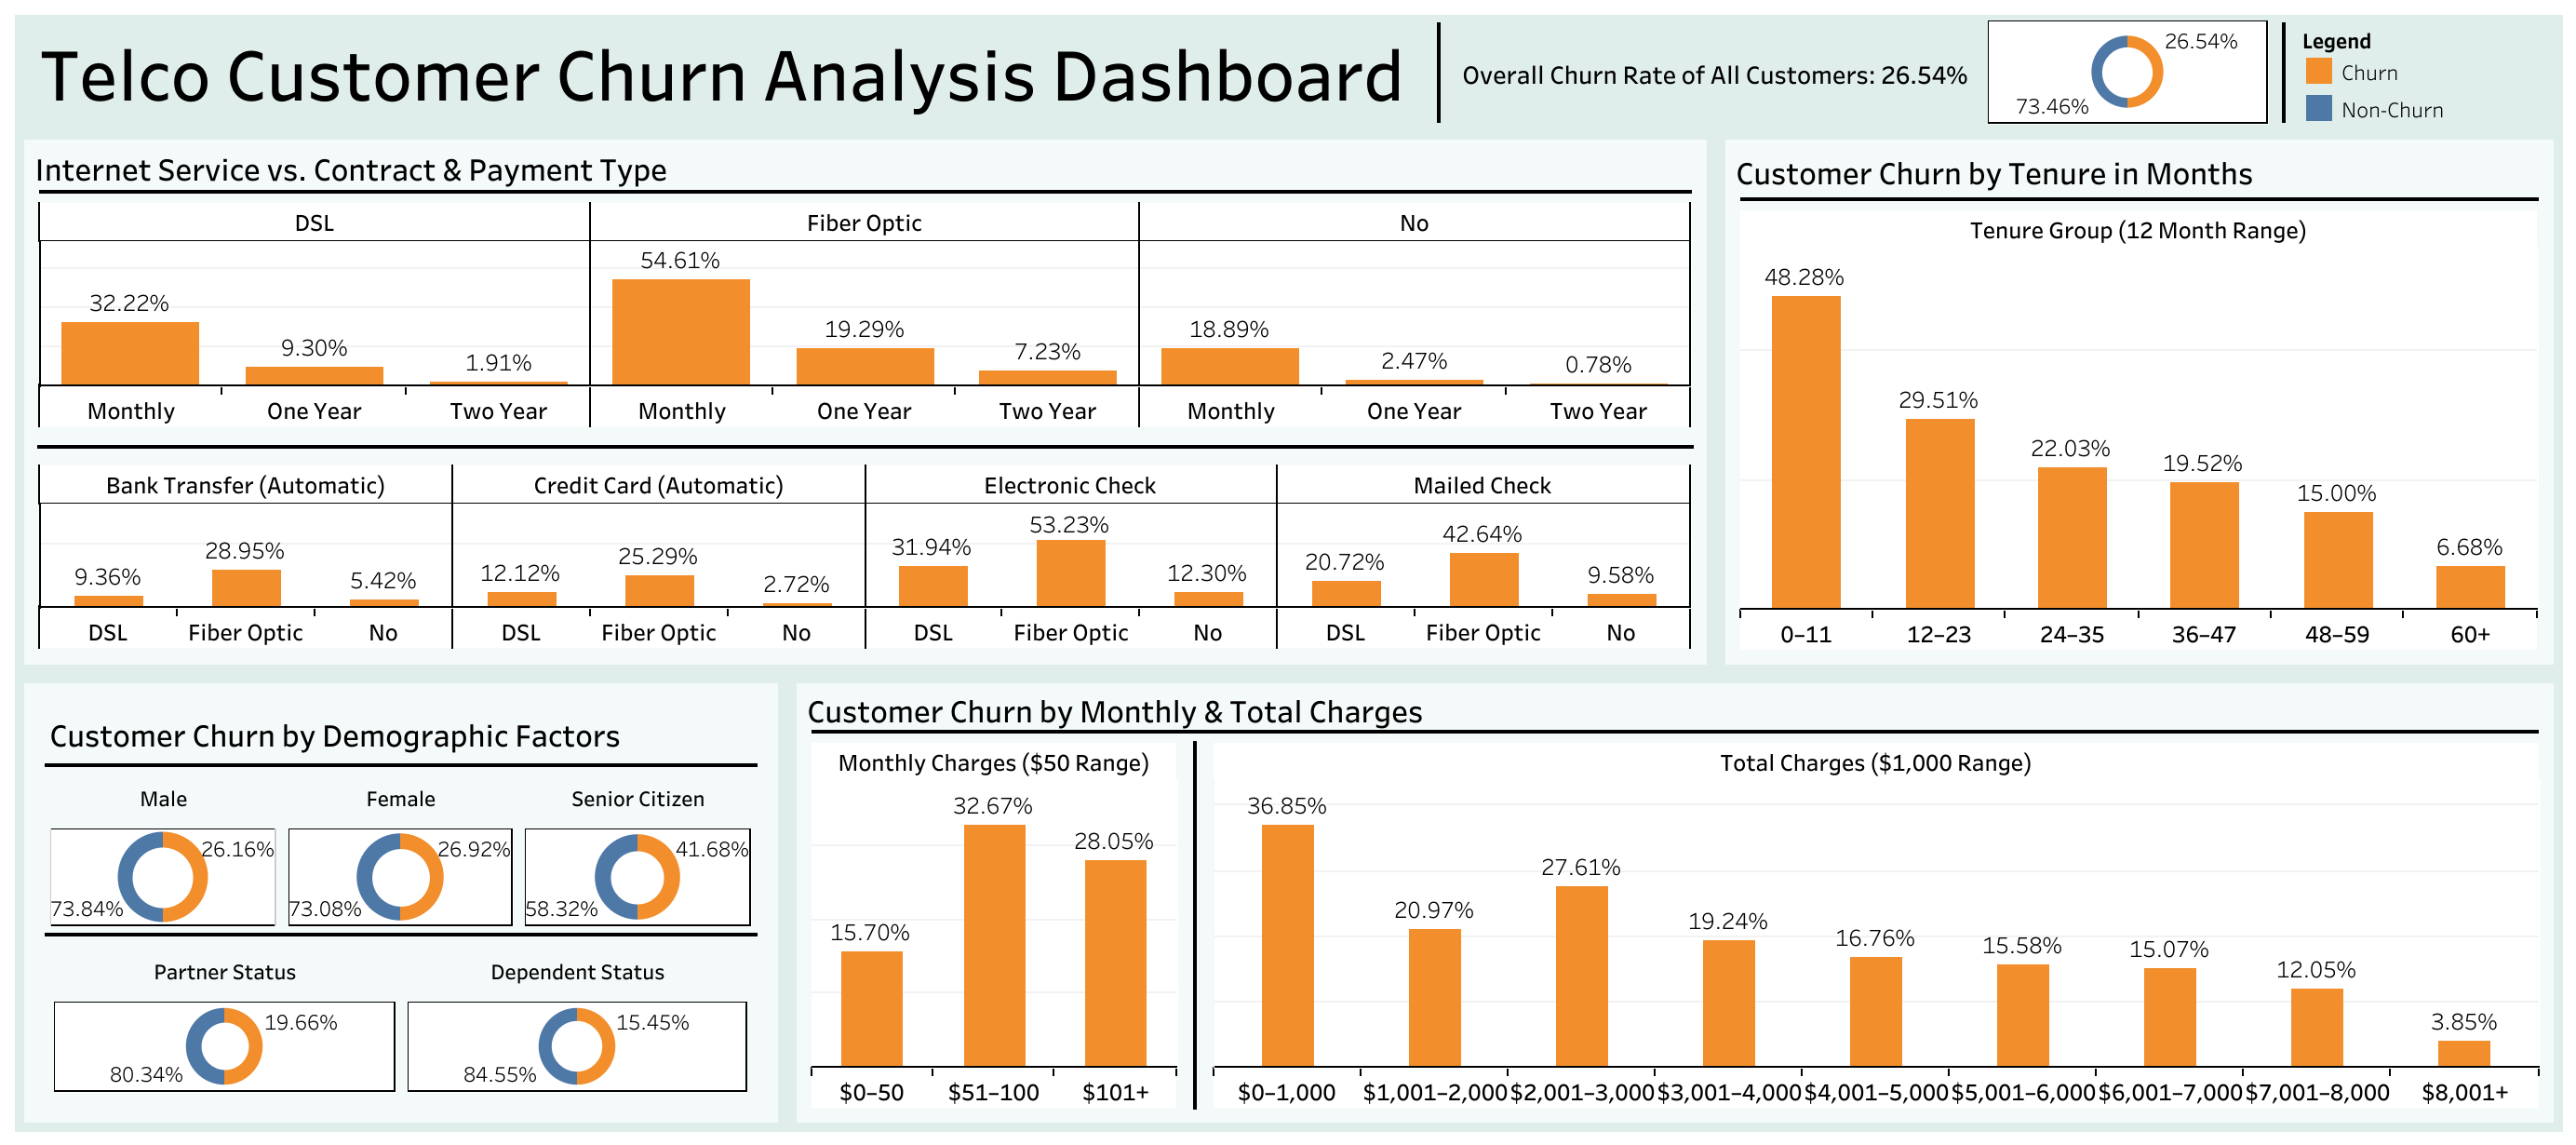 Telco Customer Churn Analysis Dashboard
Overall Churn Rate of All Customers: 26.54%
26.54%
73.46%
Legend
Churn
Non-Churn
Internet Service vs. Contract & Payment Type
DSL Fiber Optic No
32.22% 9.30% 1.91% 54.61% 19.29% 7.23% 18.89% 2.47% 0.78%
Monthly One Year Two Year Monthly One Year Two Year Monthly One Year Two Year
Bank Transfer (Automatic) Credit Card (Automatic) Electronic Check Mailed Check
9.36% 28.95% 5.42% 12.12% 25.29% 2.72% 31.94% 53.23% 12.30% 20.72% 42.64% 9.58%
DSL Fiber Optic No DSL Fiber Optic No DSL Fiber Optic No DSL Fiber Optic No
Customer Churn by Tenure in Months
Tenure Group (12 Month Range)
48.28% 29.51% 22.03% 19.52% 15.00% 6.68%
0–11 12–23 24–35 36–47 48–59 60+
Customer Churn by Demographic Factors
Male Female Senior Citizen
26.16% 26.92% 41.68%
73.84% 73.08% 58.32%
Partner Status Dependent Status
19.66% 15.45%
80.34% 84.55%
Customer Churn by Monthly & Total Charges
Monthly Charges ($50 Range)
15.70% 32.67% 28.05%
$0–50 $51–100 $101+
Total Charges ($1,000 Range)
36.85% 20.97% 27.61% 19.24% 16.76% 15.58% 15.07% 12.05% 3.85%
$0–1,000 $1,001–2,000 $2,001–3,000 $3,001–4,000 $4,001–5,000 $5,001–6,000 $6,001–7,000 $7,001–8,000 $8,001+